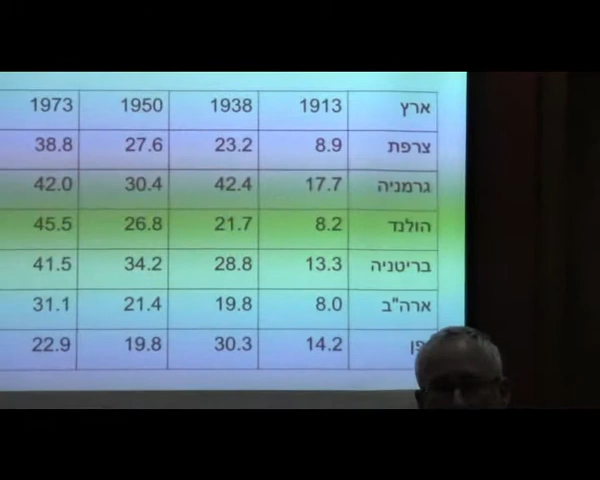 ארץ 1913 1938 1950 1973
צרפת 8.9 23.2 27.6 38.8
גרמניה 17.7 42.4 30.4 42.0
הולנד 8.2 21.7 26.8 45.5
בריטניה 13.3 28.8 34.2 41.5
ארה"ב 8.0 19.8 21.4 31.1
14.2 30.3 19.8 22.9